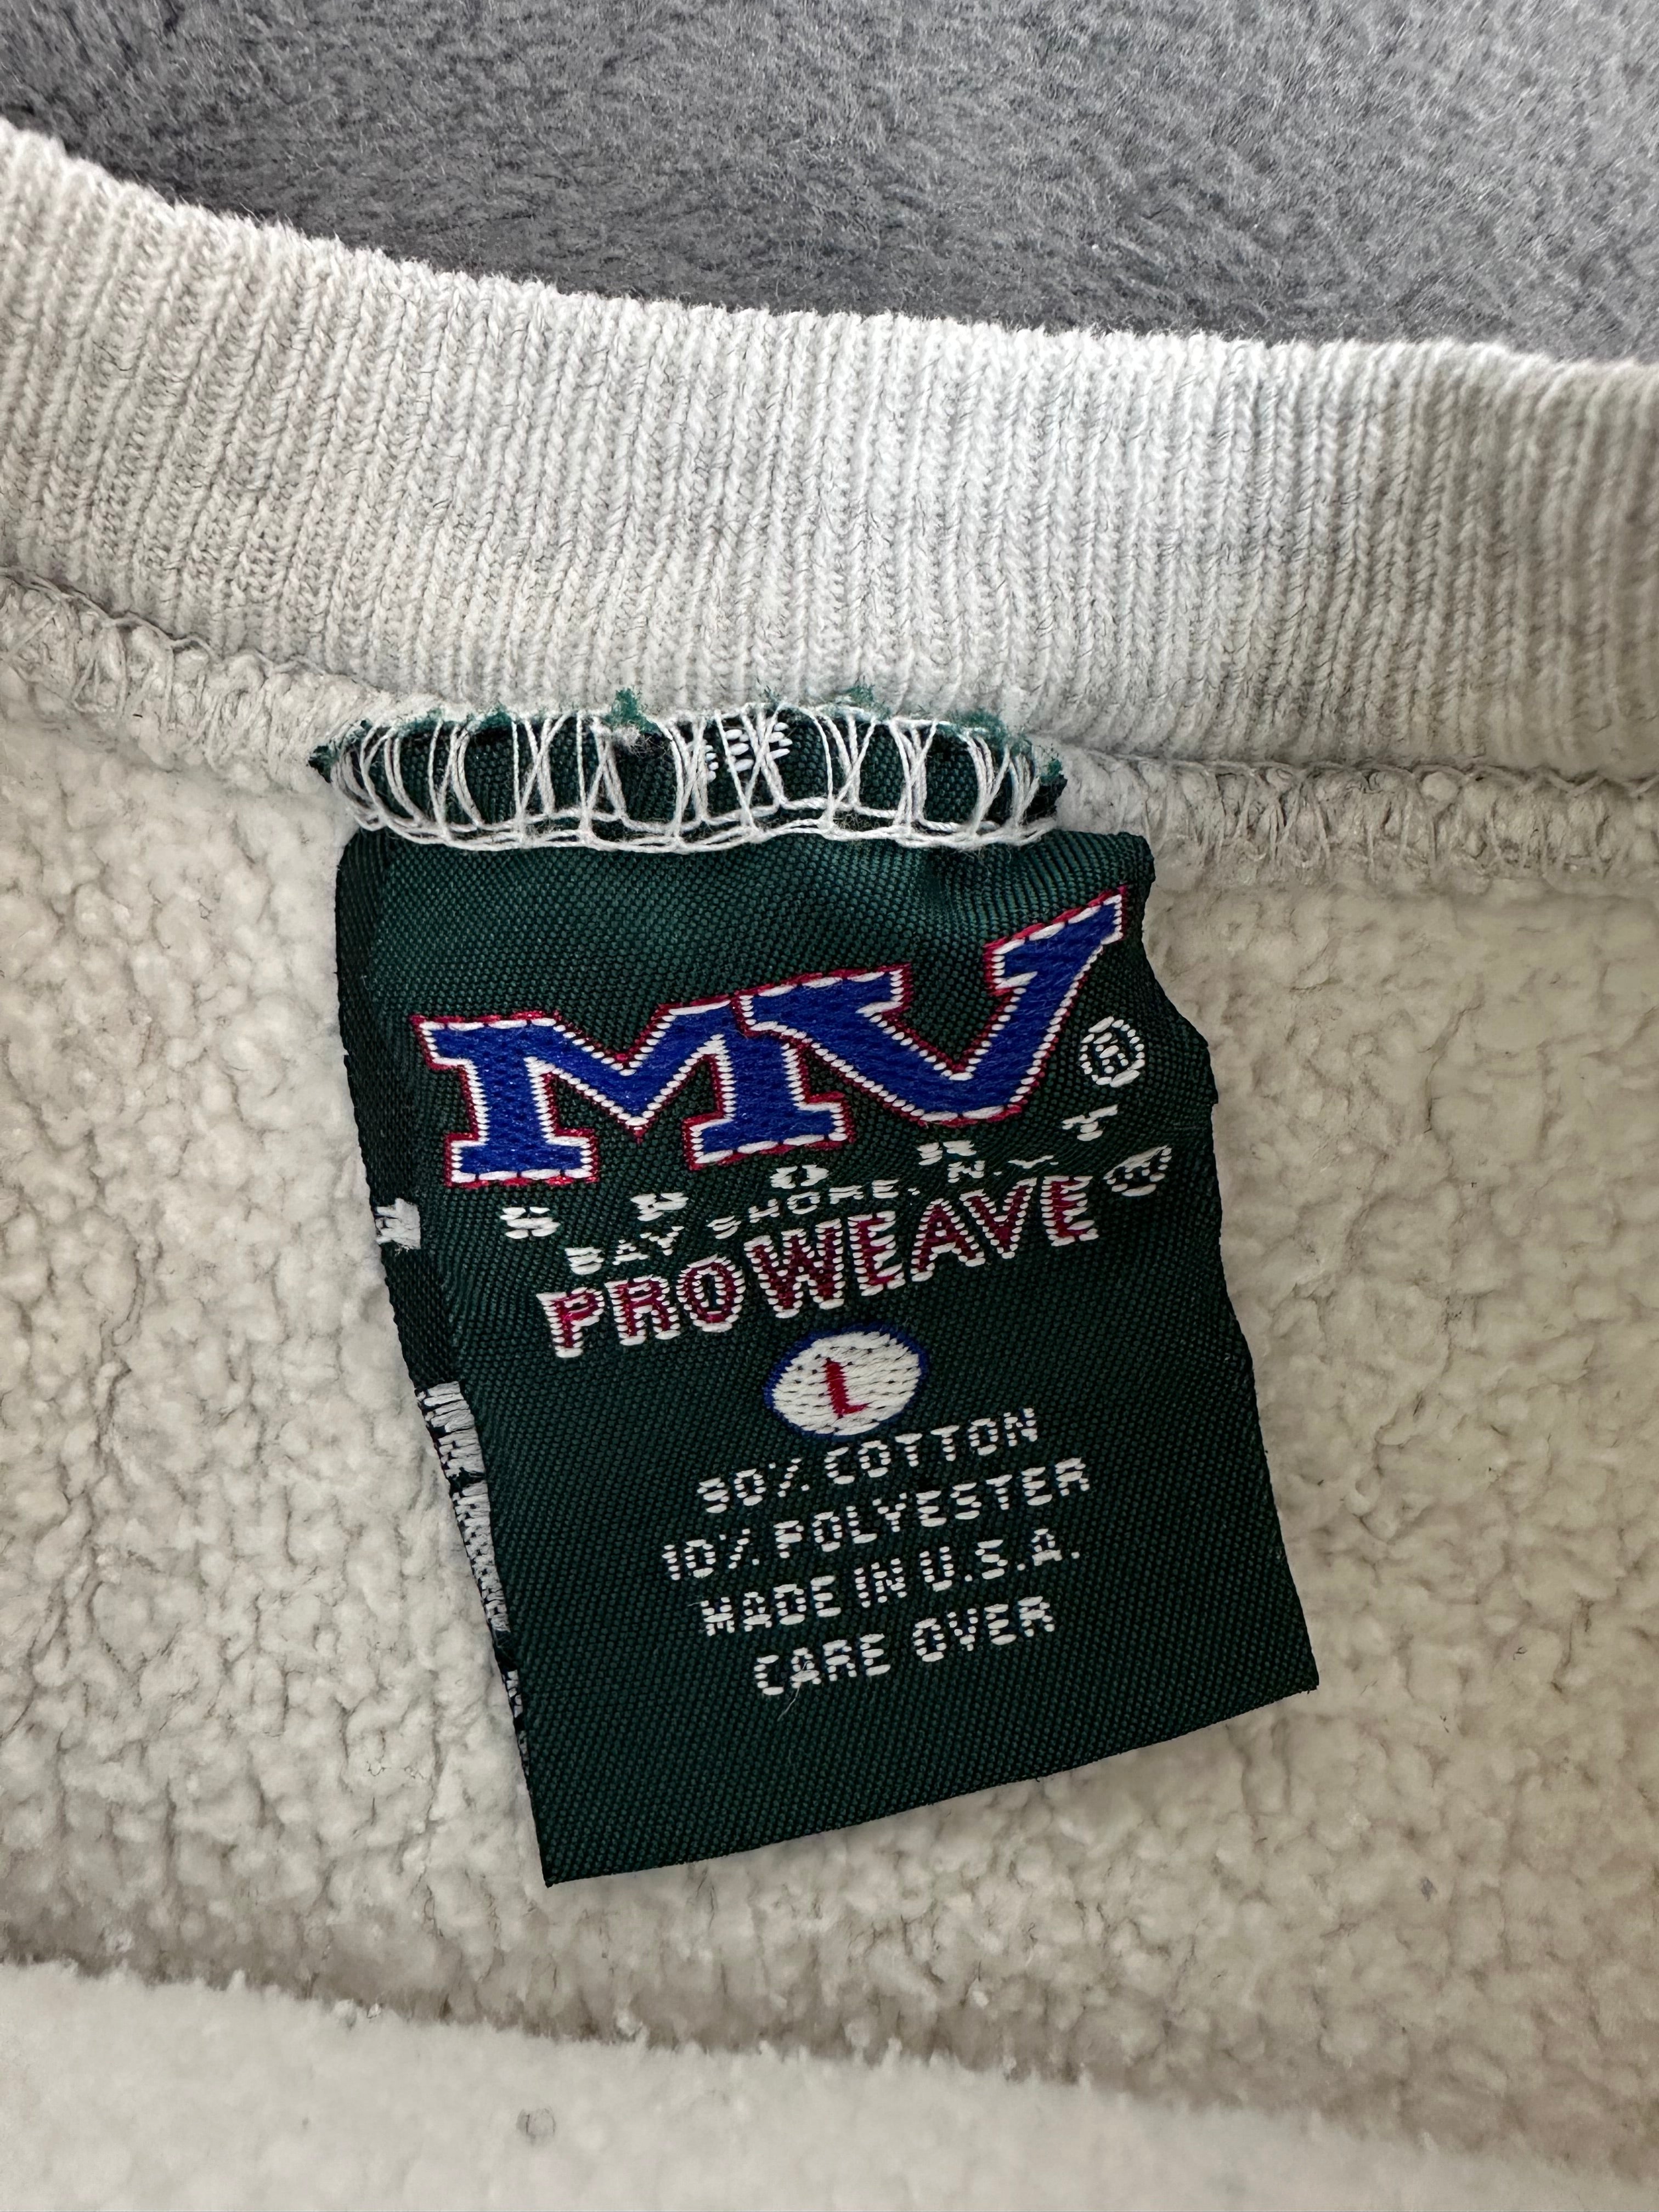 MV®
SPORT
BAY SHORE, N.Y.
PROWEAVE
L
90% COTTON
10% POLYESTER
MADE IN U.S.A.
CARE OVER